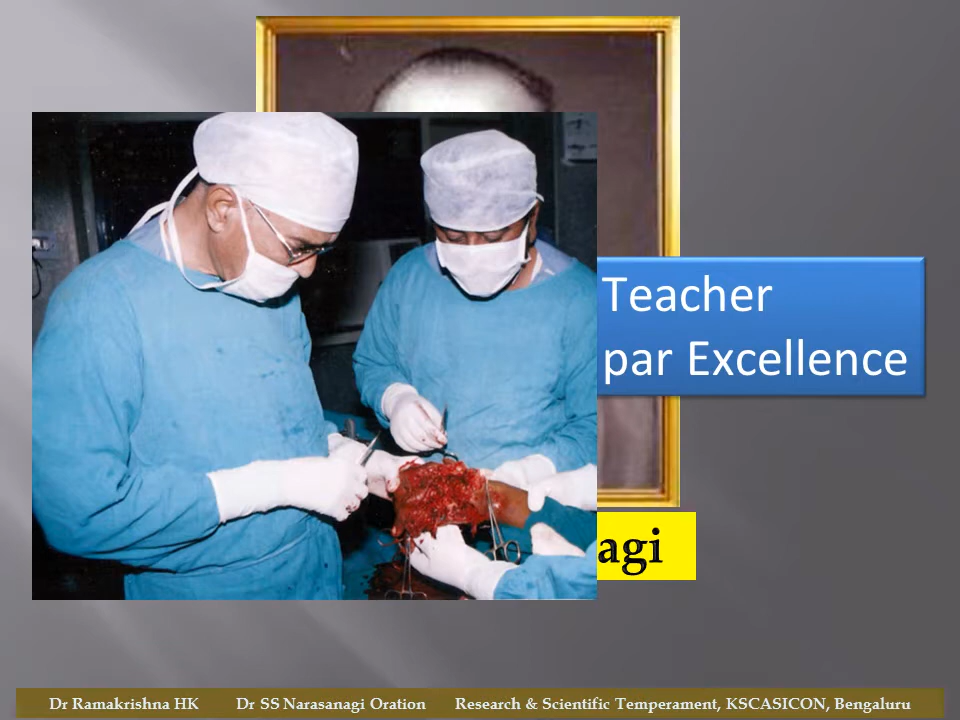 Teacher
par Excellence
agi
Dr Ramakrishna HK Dr SS Narasanagi Oration Research & Scientific Temperament, KSCASICON, Bengaluru